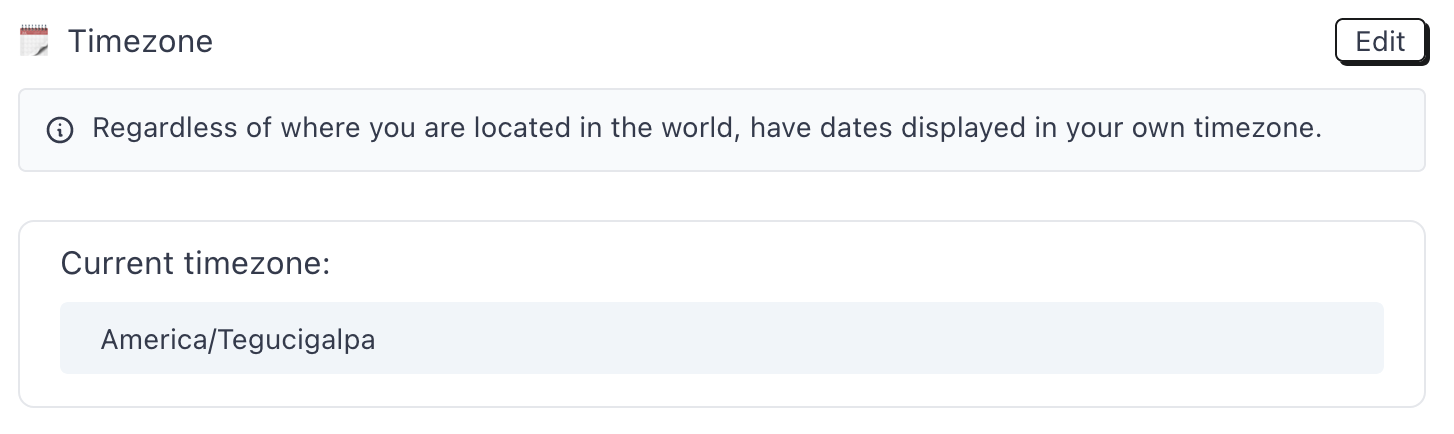 Timezone
Edit
Regardless of where you are located in the world, have dates displayed in your own timezone.
Current timezone:
America/Tegucigalpa